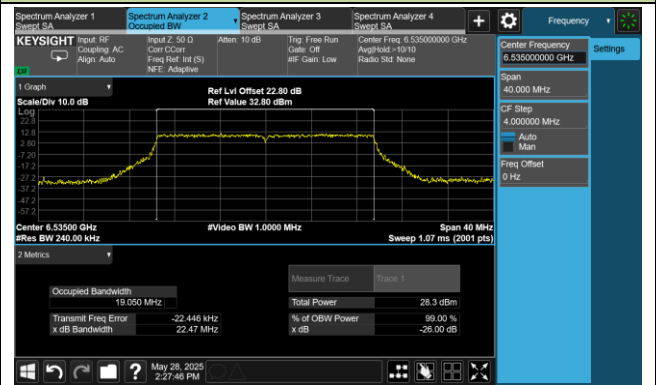 Spectrum Analyzer 1
Swept SA
Spectrum Analyzer 2
Occupied BW
Spectrum Analyzer 3
Swept SA
Spectrum Analyzer 4
Swept SA
Frequency
KEYSIGHT
Input: RF
Coupling: AC
Align: Auto
Input Z: 50 Ω
Corr CCorr
Freq Ref: Int (S)
NFE: Adaptive
Atten: 10 dB
Trig: Free Run
Gate: Off
#IF Gain: Low
Center Freq: 6.535000000 GHz
Avg|Hold:>10/10
Radio Std: None
Center Frequency
6.535000000 GHz
Settings
Span
40.000 MHz
CF Step
4.000000 MHz
Auto
Man
Freq Offset
0 Hz
1 Graph
Scale/Div 10.0 dB
Ref Lvl Offset 22.80 dB
Ref Value 32.80 dBm
Log
22.8
12.8
2.80
-7.20
-17.2
-27.2
-37.2
-47.2
-57.2
Center 6.53500 GHz
#Res BW 240.00 kHz
#Video BW 1.0000 MHz
Span 40 MHz
Sweep 1.07 ms (2001 pts)
2 Metrics
Measure Trace
Trace 1
Occupied Bandwidth
19.050 MHz
Total Power
28.3 dBm
Transmit Freq Error
-22.446 kHz
% of OBW Power
99.00 %
x dB Bandwidth
22.47 MHz
x dB
-26.00 dB
May 28, 2025
2:27:46 PM